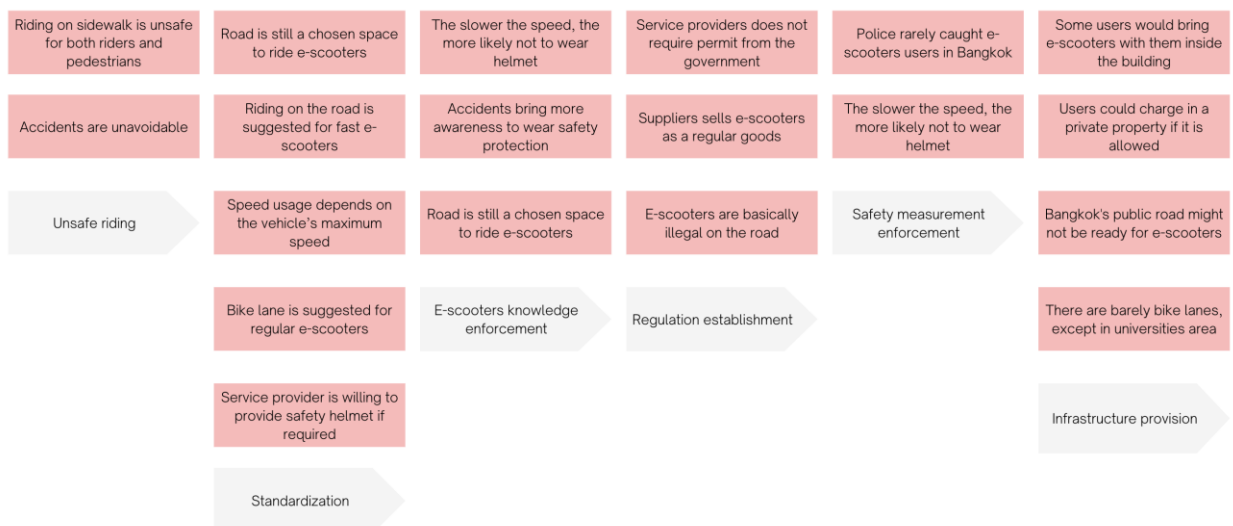 Riding on sidewalk is unsafe
for both riders and
pedestrians
Accidents are unavoidable
Unsafe riding
Road is still a chosen space
to ride e-scooters
Riding on the road is
suggested for fast e-
scooters
Speed usage depends on
the vehicle's maximum
speed
Bike lane is suggested for
regular e-scooters
Service provider is willing to
provide safety helmet if
required
Standardization
The slower the speed, the
more likely not to wear
helmet
Accidents bring more
awareness to wear safety
protection
Road is still a chosen space
to ride e-scooters
E-scooters knowledge
enforcement
Service providers does not
require permit from the
government
Suppliers sells e-scooters
as a regular goods
E-scooters are basically
illegal on the road
Regulation establishment
Police rarely caught e-
scooters users in Bangkok
The slower the speed, the
more likely not to wear
helmet
Safety measurement
enforcement
Some users would bring
e-scooters with them inside
the building
Users could charge in a
private property if it is
allowed
Bangkok's public road might
not be ready for e-scooters
There are barely bike lanes,
except in universities area
Infrastructure provision